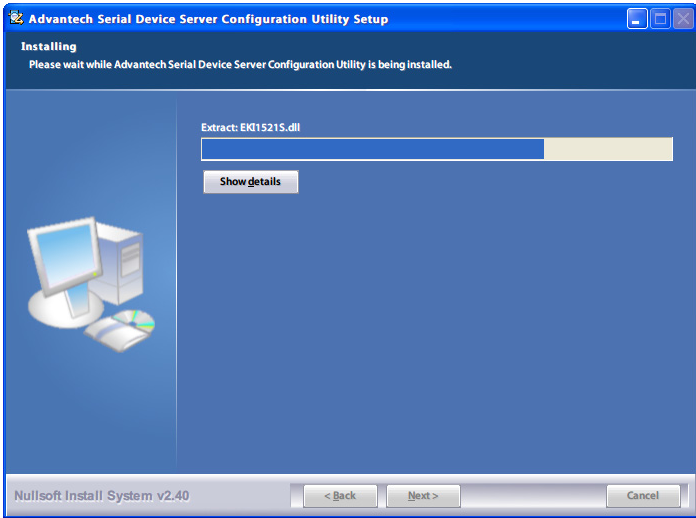 Advantech Serial Device Server Configuration Utility Setup
Installing
Please wait while Advantech Serial Device Server Configuration Utility is being installed.
Extract: EKI1521S.dll
Show details
Nullsoft Install System v2.40
< Back
Next >
Cancel